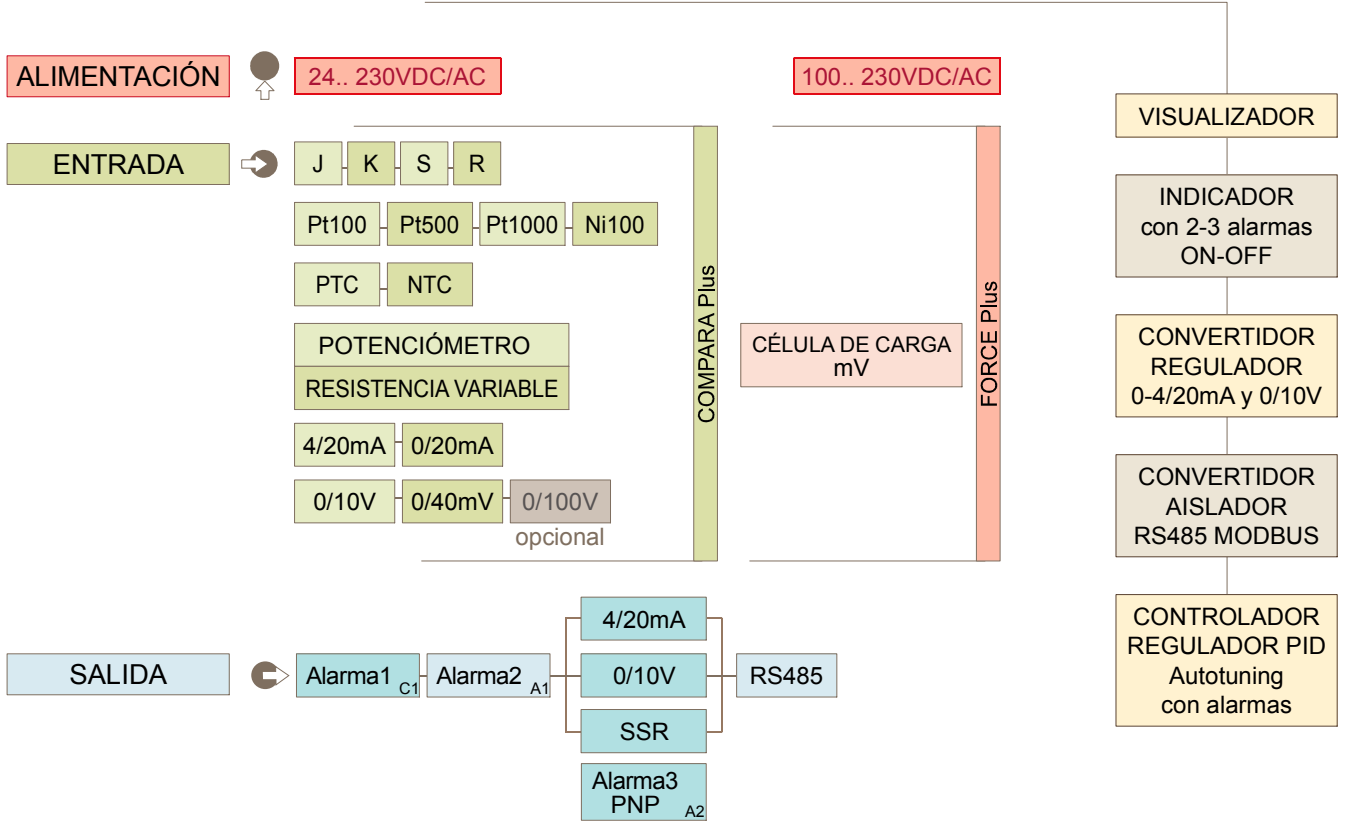 ALIMENTACIÓN
24.. 230VDC/AC
100.. 230VDC/AC
ENTRADA
J
K
S
R
Pt100
Pt500
Pt1000
Ni100
PTC
NTC
POTENCIÓMETRO
RESISTENCIA VARIABLE
4/20mA
0/20mA
0/10V
0/40mV
0/100V
opcional
COMPARA Plus
CÉLULA DE CARGA
mV
FORCE Plus
SALIDA
Alarma1 C1
Alarma2 A1
4/20mA
0/10V
SSR
Alarma3
PNP A2
RS485
VISUALIZADOR
INDICADOR
con 2-3 alarmas
ON-OFF
CONVERTIDOR
REGULADOR
0-4/20mA y 0/10V
CONVERTIDOR
AISLADOR
RS485 MODBUS
CONTROLADOR
REGULADOR PID
Autotuning
con alarmas